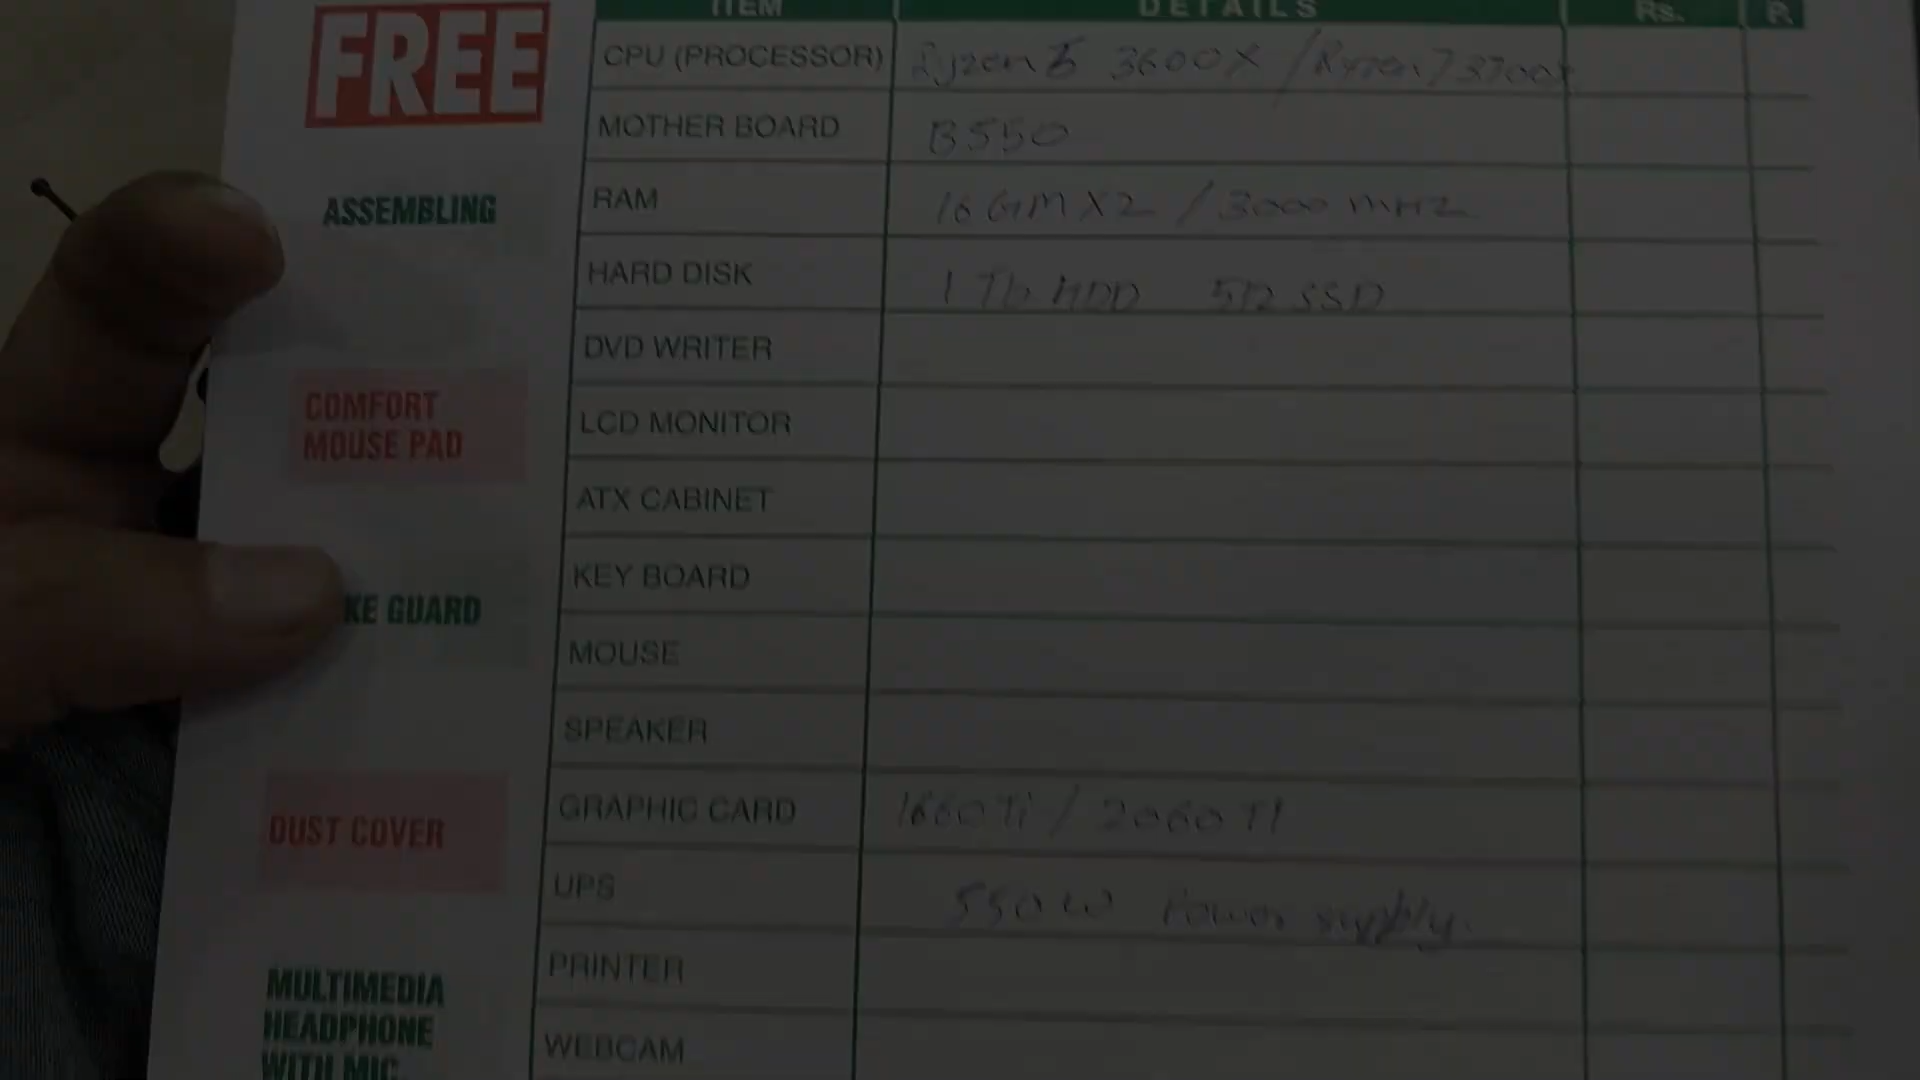 FREE
ASSEMBLING
COMFORT
MOUSE PAD
KE GUARD
DUST COVER
MULTIMEDIA
HEADPHONE
WITH MIC
ITEM DETAILS Rs. P.
CPU (PROCESSOR) Ryzen 5 3600X / Ryzen 7 3700x
MOTHER BOARD B550
RAM 16 GM X2 / 3000 MHZ
HARD DISK 1 Tb HDD 512 SSD
DVD WRITER
LCD MONITOR
ATX CABINET
KEY BOARD
MOUSE
SPEAKER
GRAPHIC CARD 1660 Ti / 2060 TI
UPS 550 W Power supply.
PRINTER
WEBCAM